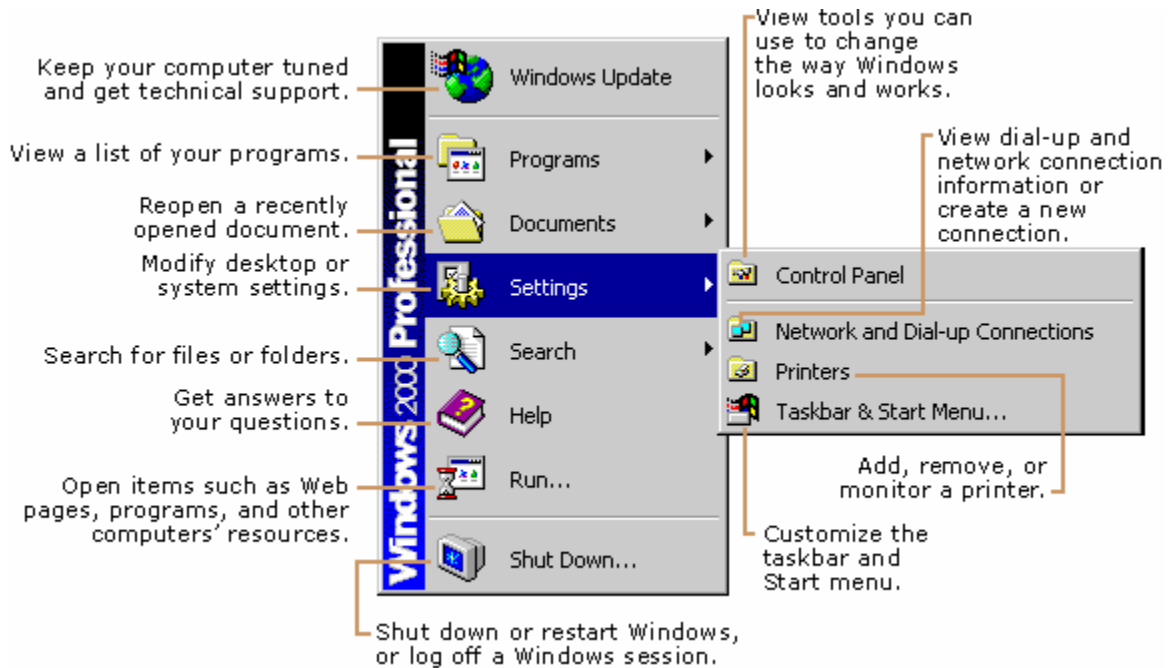 View tools you can
use to change
the way Windows
looks and works.
Keep your computer tuned
and get technical support.
Windows Update
View a list of your programs.
Programs
View dial-up and
network connection
information or
create a new
connection.
Reopen a recently
opened document.
Documents
Modify desktop or
system settings.
Settings
Control Panel
Network and Dial-up Connections
Printers
Taskbar & Start Menu...
Search for files or folders.
Search
Get answers to
your questions.
Help
Add, remove, or
monitor a printer.
Open items such as Web
pages, programs, and other
computers' resources.
Run...
Customize the
taskbar and
Start menu.
Shut Down...
Windows 2000 Professional
Shut down or restart Windows,
or log off a Windows session.